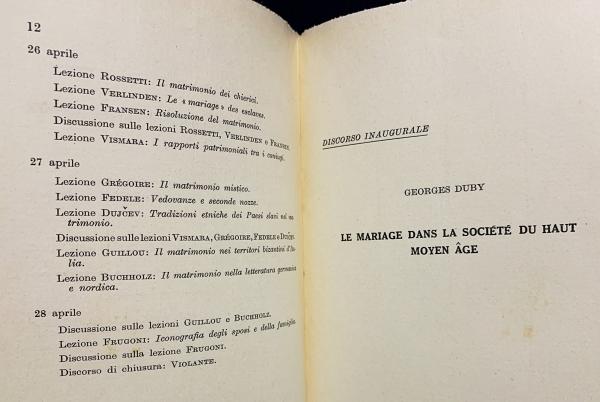 12
26 aprile
Lezione ROSSETTI: Il matrimonio dei chierici.
Lezione VERLINDEN: Le « mariage » des esclaves.
Lezione FRANSEN: Risoluzione del matrimonio.
Discussione sulle lezioni ROSSETTI, VERLINDEN e FRANSEN.
Lezione VISMARA: I rapporti patrimoniali tra i coniugi.
27 aprile
Lezione GRÉGOIRE: Il matrimonio mistico.
Lezione FEDELE: Vedovanze e seconde nozze.
Lezione DUJČEV: Tradizioni etniche dei Paesi slavi nel ma-
trimonio.
Discussione sulle lezioni VISMARA, GRÉGOIRE, FEDELE e DUJČEV.
Lezione GUILLOU: Il matrimonio nei territori bizantini d'Ita-
lia.
Lezione BUCHHOLZ: Il matrimonio nella letteratura germanica
e nordica.
28 aprile
Discussione sulle lezioni GUILLOU e BUCHHOLZ.
Lezione FRUGONI: Iconografia degli sposi e della famiglia.
Discussione sulla lezione FRUGONI.
Discorso di chiusura: VIOLANTE.
DISCORSO INAUGURALE
GEORGES DUBY
LE MARIAGE DANS LA SOCIÉTÉ DU HAUT
MOYEN ÂGE